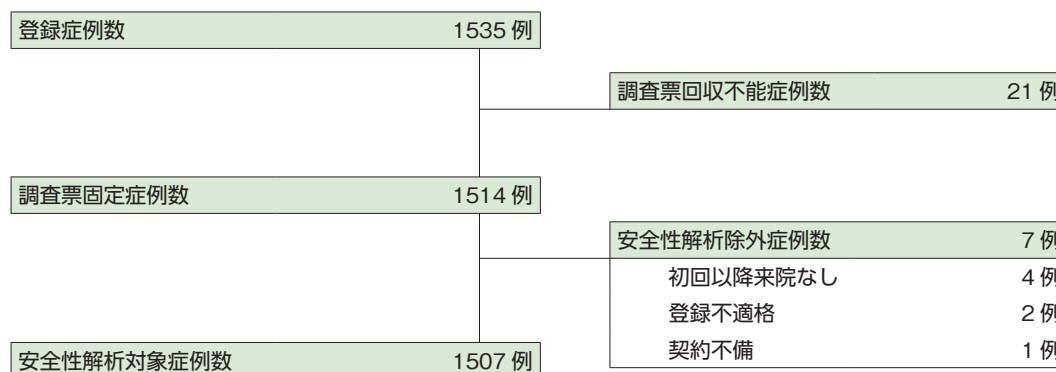 登録症例数 1535 例
調査票回収不能症例数 21 例
調査票固定症例数 1514 例
安全性解析除外症例数 7 例
初回以降来院なし 4 例
登録不適格 2 例
契約不備 1 例
安全性解析対象症例数 1507 例